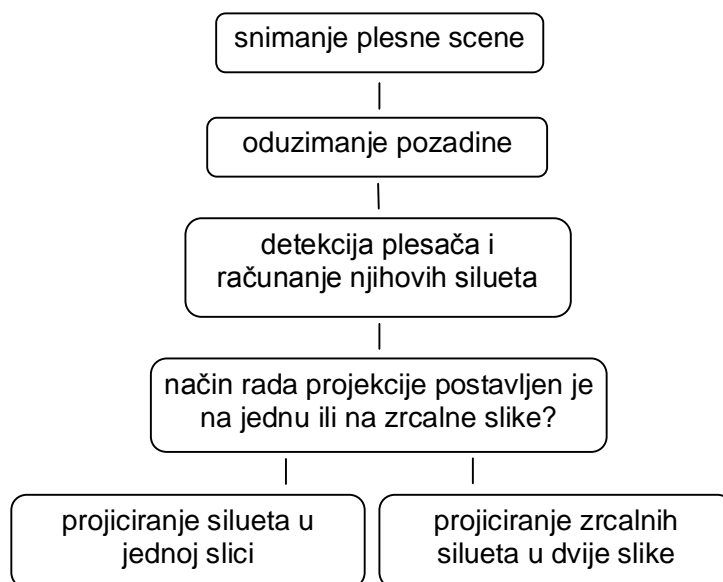 snimanje plesne scene
oduzimanje pozadine
detekcija plesača i
računanje njihovih silueta
način rada projekcije postavljen je
na jednu ili na zrcalne slike?
projiciranje silueta u
jednoj slici
projiciranje zrcalnih
silueta u dvije slike